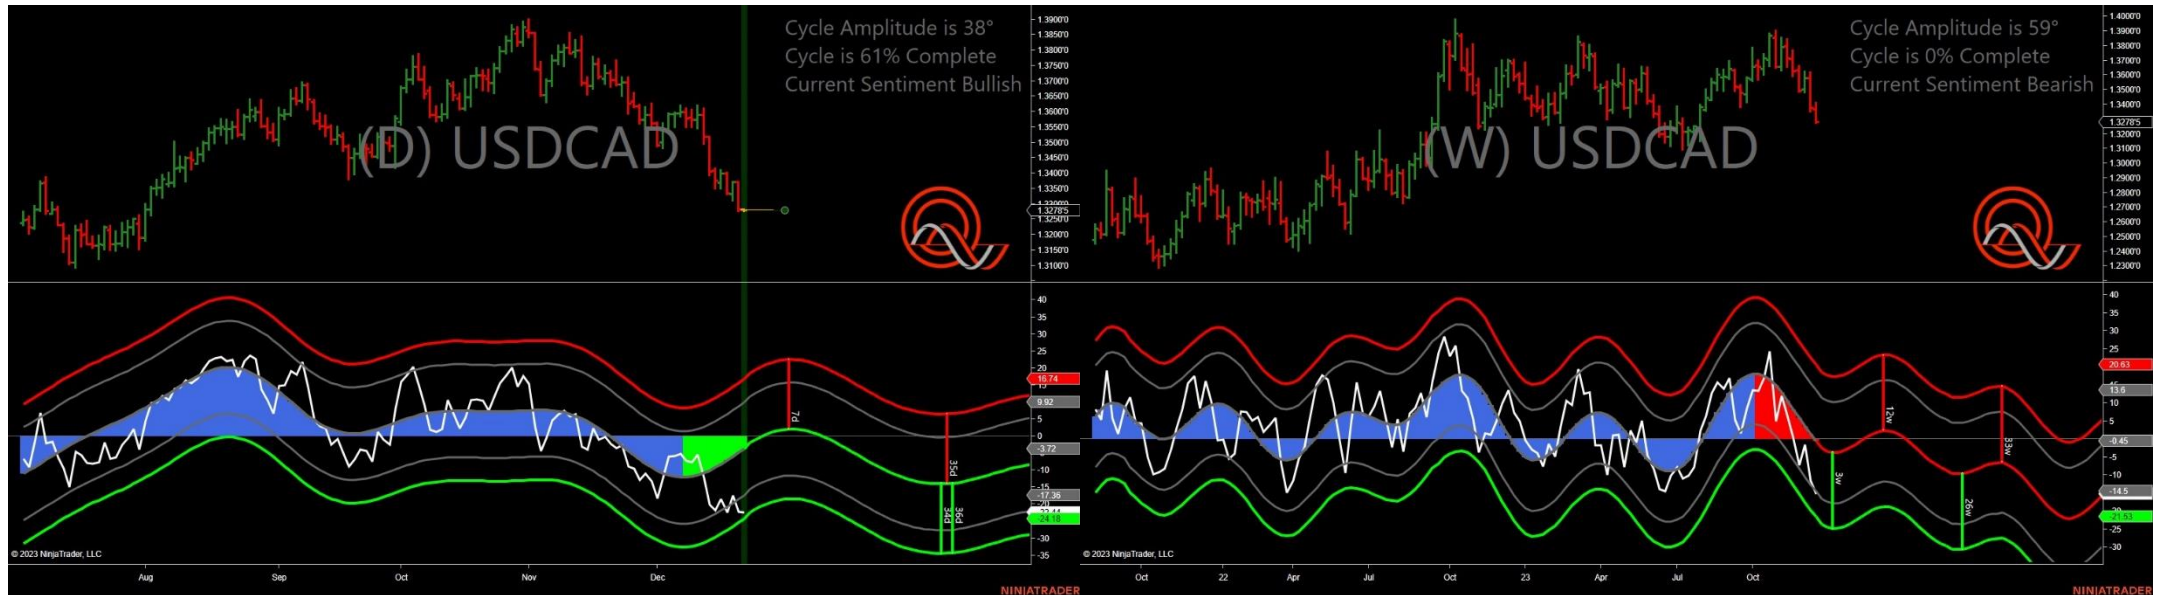 Cycle Amplitude is 38°
Cycle is 61% Complete
Current Sentiment Bullish
(D) USDCAD
1.3900'0
1.3850'0
1.3800'0
1.3750'0
1.3700'0
1.3650'0
1.3600'0
1.3550'0
1.3500'0
1.3450'0
1.3400'0
1.3350'0
1.3278'5
1.3250'0
1.3200'0
1.3150'0
1.3100'0
40
35
30
25
20
16.74
15
9.92
5
0
-3.72
-10
-15
-17.36
-24.18
-30
-35
7d
35d
34d
36d
© 2023 NinjaTrader, LLC
Aug
Sep
Oct
Nov
Dec
NINJATRADER
Cycle Amplitude is 59°
Cycle is 0% Complete
Current Sentiment Bearish
(W) USDCAD
1.4000'0
1.3900'0
1.3800'0
1.3700'0
1.3600'0
1.3500'0
1.3400'0
1.3278'5
1.3200'0
1.3100'0
1.3000'0
1.2900'0
1.2800'0
1.2700'0
1.2600'0
1.2500'0
1.2400'0
1.2300'0
40
35
30
25
20.63
13.6
10
5
-0.45
-5
-10
-14.5
-21.53
-25
-30
12w
33w
3w
26w
© 2023 NinjaTrader, LLC
Oct
22
Apr
Jul
Oct
23
Apr
Jul
Oct
NINJATRADER